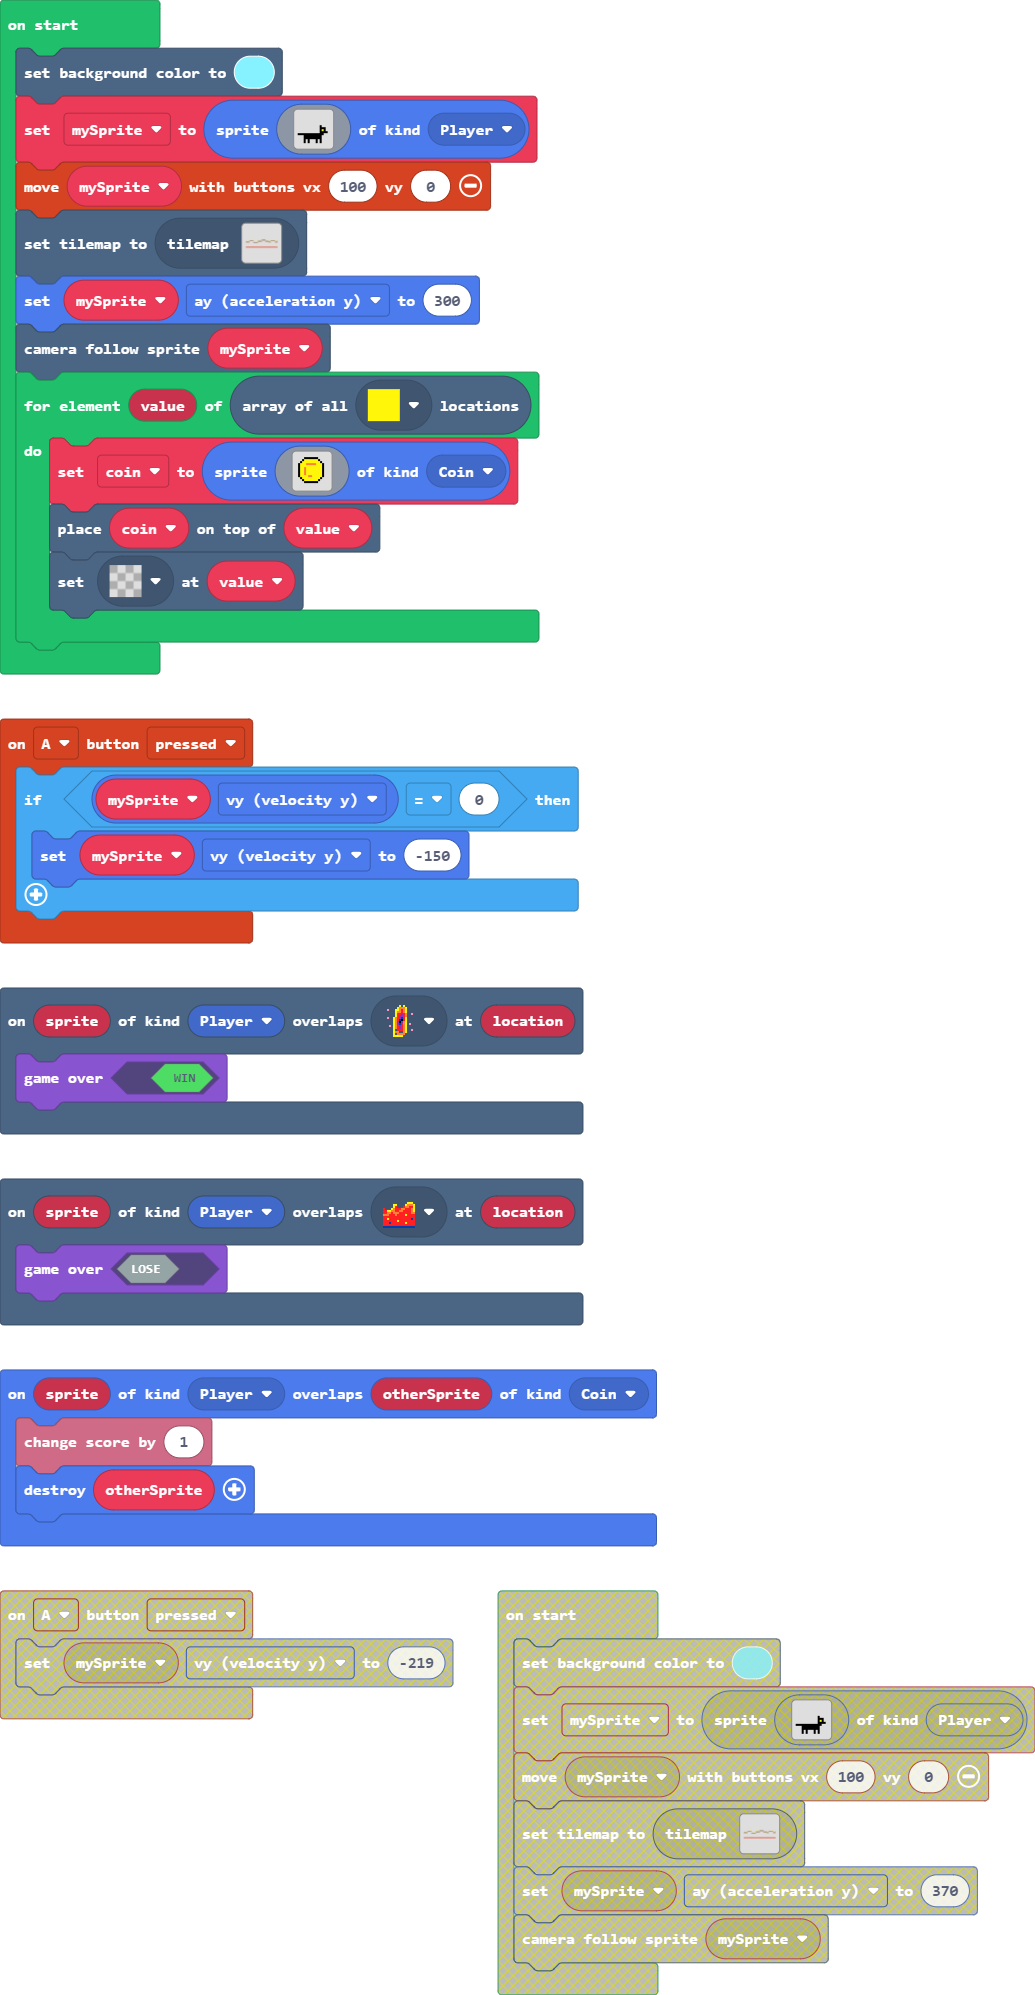 on start
set background color to
set mySprite to sprite of kind Player
move mySprite with buttons vx 100 vy 0
set tilemap to tilemap
set mySprite ay (acceleration y) to 300
camera follow sprite mySprite
for element value of array of all locations
do
set coin to sprite of kind Coin
place coin on top of value
set at value
on A button pressed
if mySprite vy (velocity y) = 0 then
set mySprite vy (velocity y) to -150
on sprite of kind Player overlaps at location
game over WIN
on sprite of kind Player overlaps at location
game over LOSE
on sprite of kind Player overlaps otherSprite of kind Coin
change score by 1
destroy otherSprite
on A button pressed
set mySprite vy (velocity y) to -219
on start
set background color to
set mySprite to sprite of kind Player
move mySprite with buttons vx 100 vy 0
set tilemap to tilemap
set mySprite ay (acceleration y) to 370
camera follow sprite mySprite